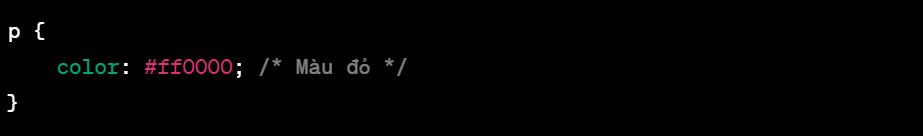 p {
    color: #ff0000; /* Màu đỏ */
}